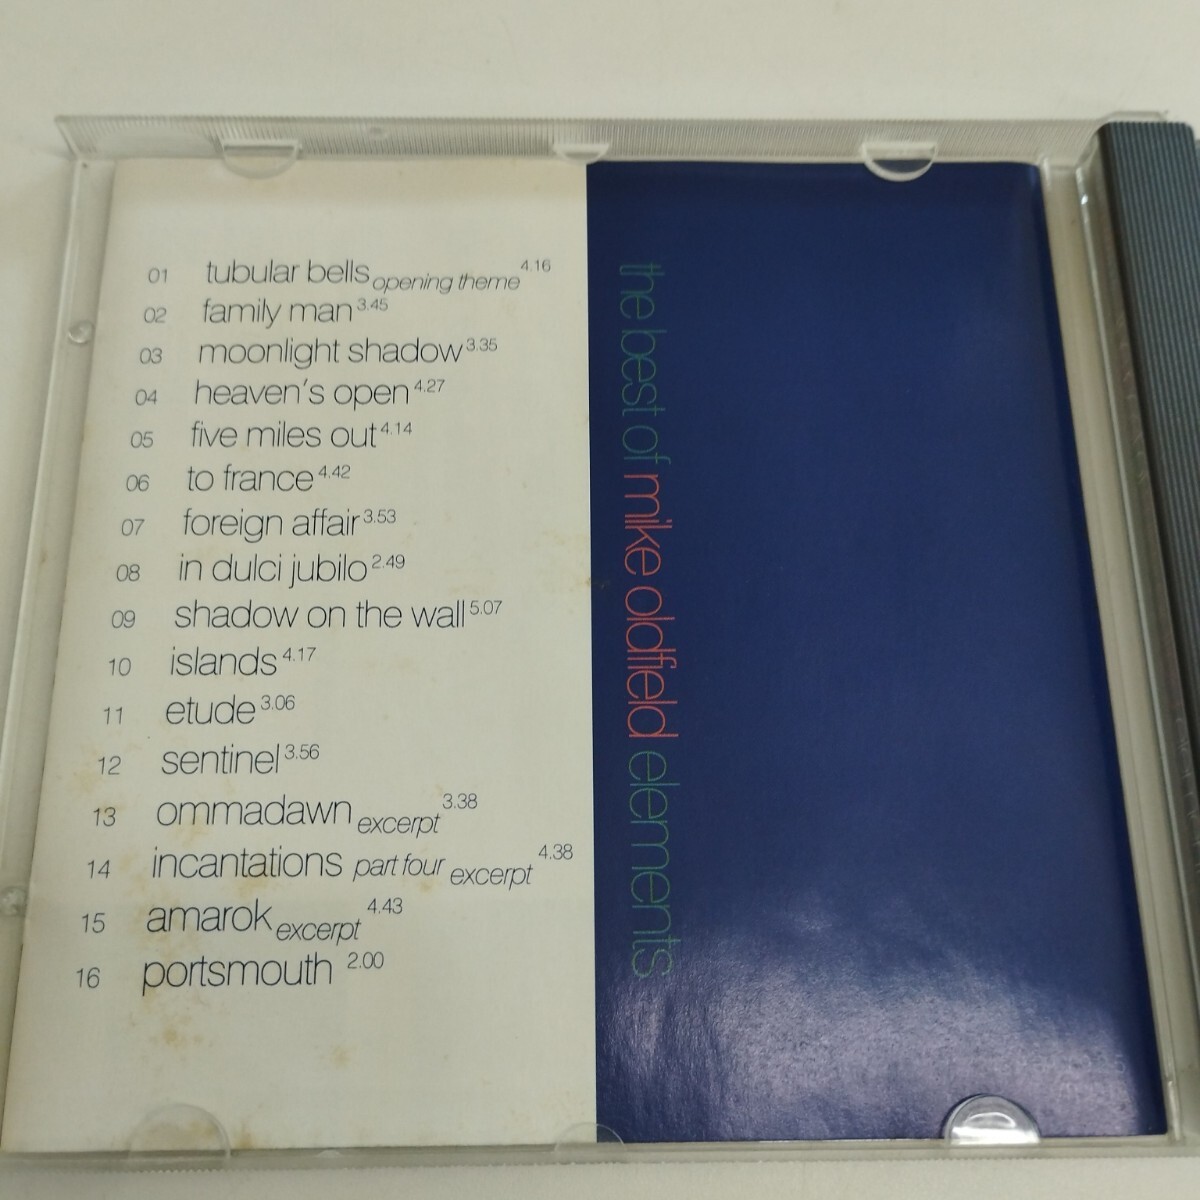 01 tubular bells opening theme 4.16
02 family man 3.45
03 moonlight shadow 3.35
04 heaven's open 4.27
05 five miles out 4.14
06 to france 4.42
07 foreign affair 3.53
08 in dulci jubilo 2.49
09 shadow on the wall 5.07
10 islands 4.17
11 etude 3.06
12 sentinel 3.56
13 ommadawn excerpt 3.38
14 incantations part four excerpt 4.38
15 amarok excerpt 4.43
16 portsmouth 2.00
the best of mike oldfield elements